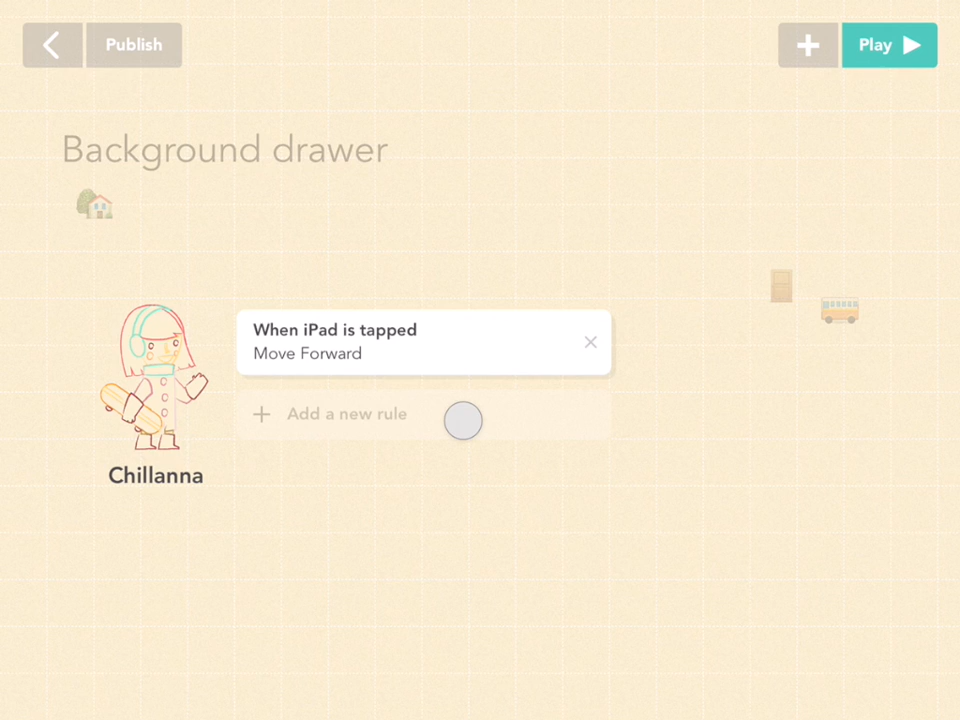 Publish
Play
Background drawer
When iPad is tapped
Move Forward
Add a new rule
Chillanna